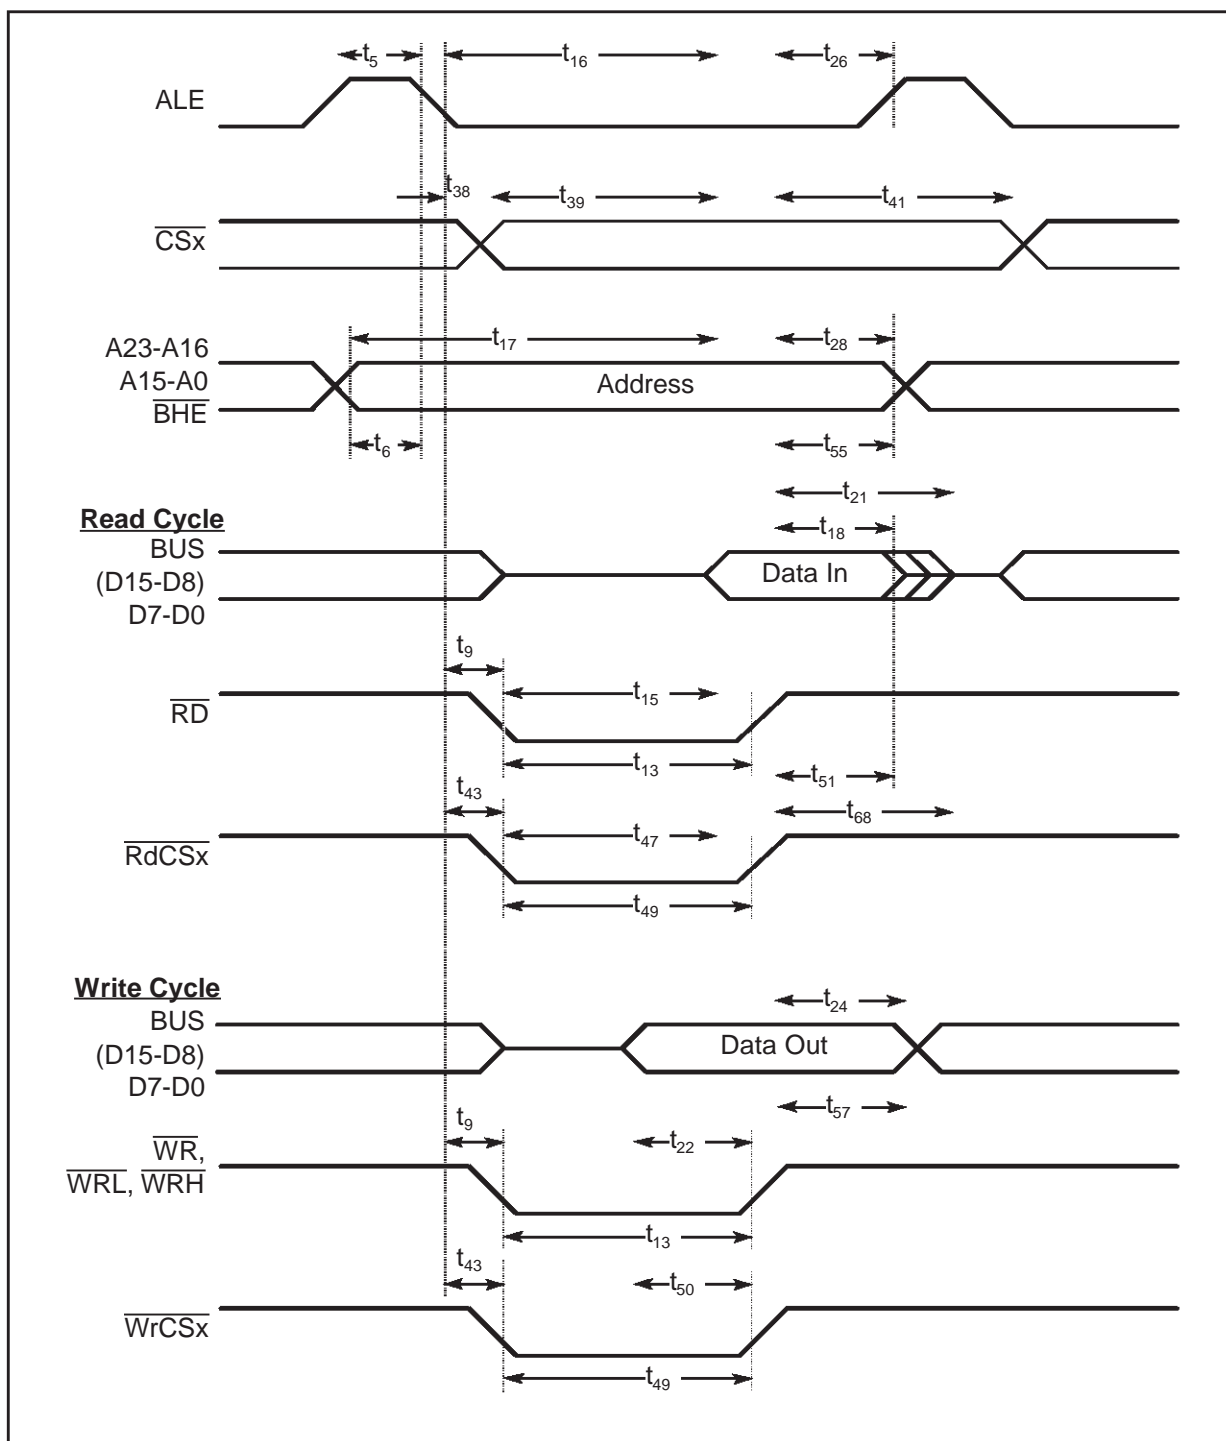 t5 t16 t26
ALE
t38 t39 t41
CSx
t17 t28
A23-A16
A15-A0 Address
BHE
t6 t55
t21
Read Cycle
t18
BUS
(D15-D8) Data In
D7-D0
t9
t15
RD
t13
t51
t43
t68
t47
RdCSx
t49
Write Cycle
t24
BUS
(D15-D8) Data Out
D7-D0
t57
t9
t22
WR,
WRL, WRH
t13
t43
t50
WrCSx
t49